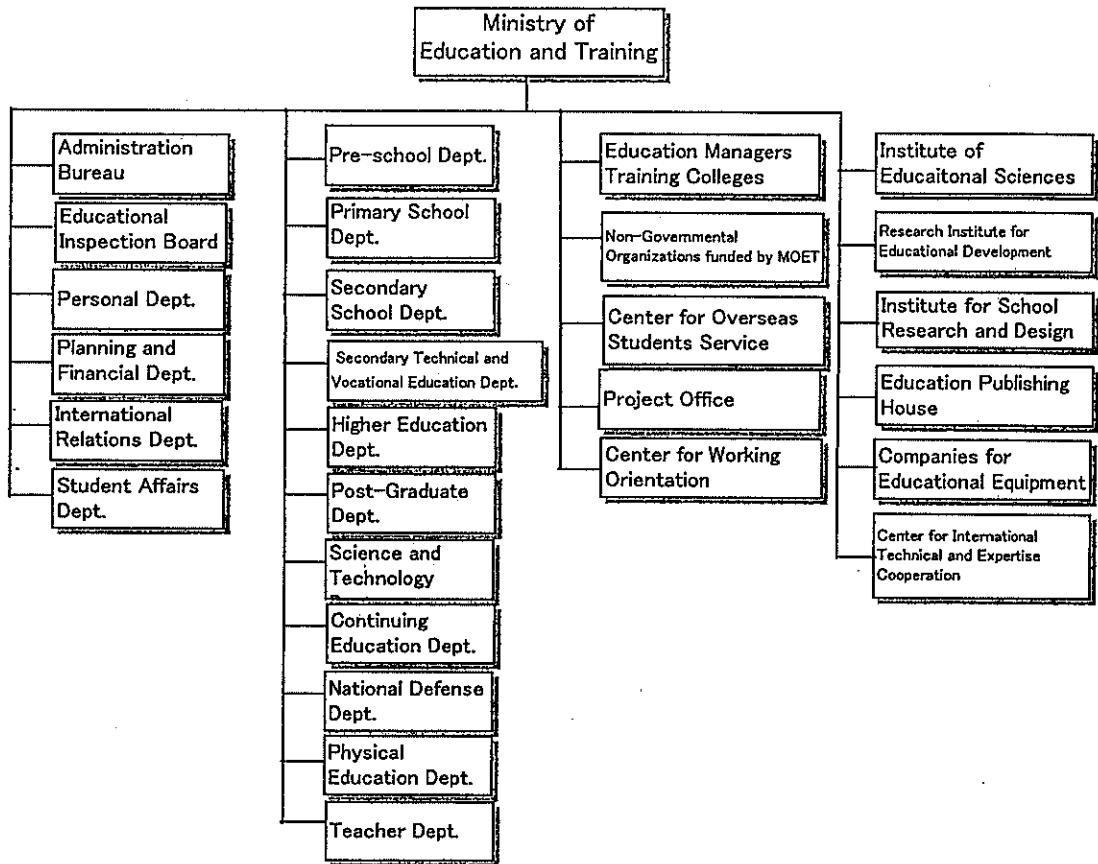 Ministry of
Education and Training
Administration
Bureau
Educational
Inspection Board
Personal Dept.
Planning and
Financial Dept.
International
Relations Dept.
Student Affairs
Dept.
Pre-school Dept.
Primary School
Dept.
Secondary
School Dept.
Secondary Technical and
Vocational Education Dept.
Higher Education
Dept.
Post-Graduate
Dept.
Science and
Technology
Continuing
Education Dept.
National Defense
Dept.
Physical
Education Dept.
Teacher Dept.
Education Managers
Training Colleges
Non-Governmental
Organizations funded by MOET
Center for Overseas
Students Service
Project Office
Center for Working
Orientation
Institute of
Educaitonal Sciences
Research Institute for
Educational Development
Institute for School
Research and Design
Education Publishing
House
Companies for
Educational Equipment
Center for International
Technical and Expertise
Cooperation